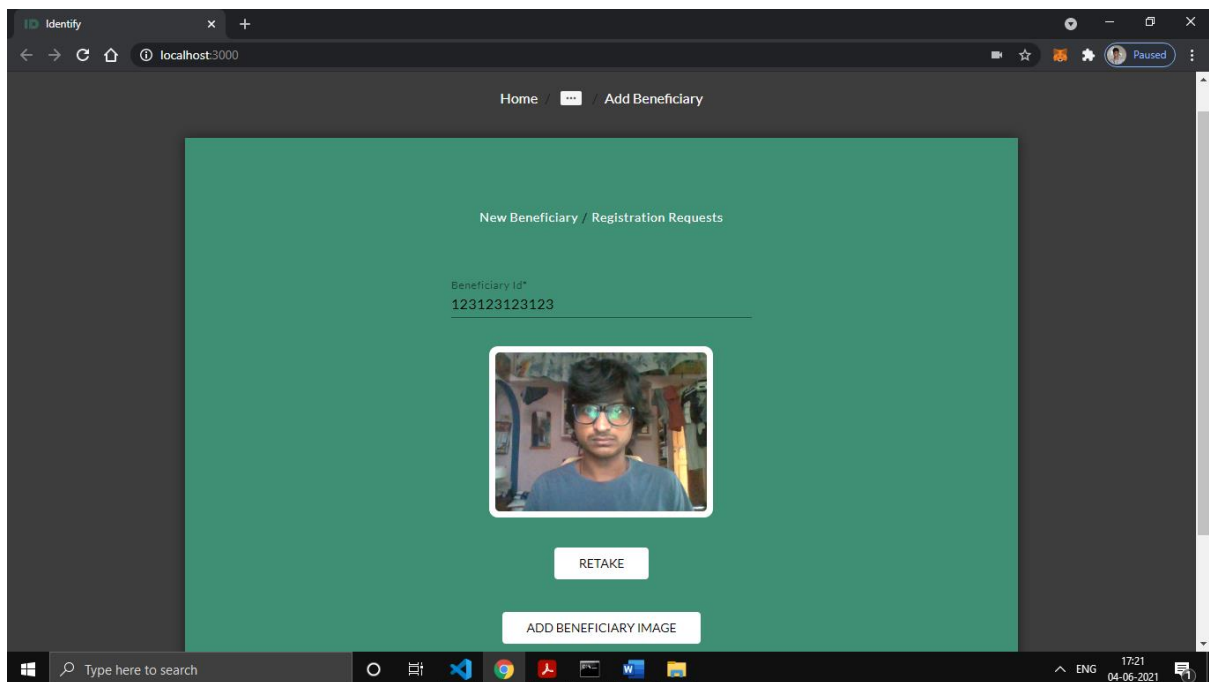 ID Identify
localhost:3000
Paused
Home / ... / Add Beneficiary
New Beneficiary / Registration Requests
Beneficiary Id*
123123123123
RETAKE
ADD BENEFICIARY IMAGE
Type here to search
ENG
17:21
04-06-2021
1